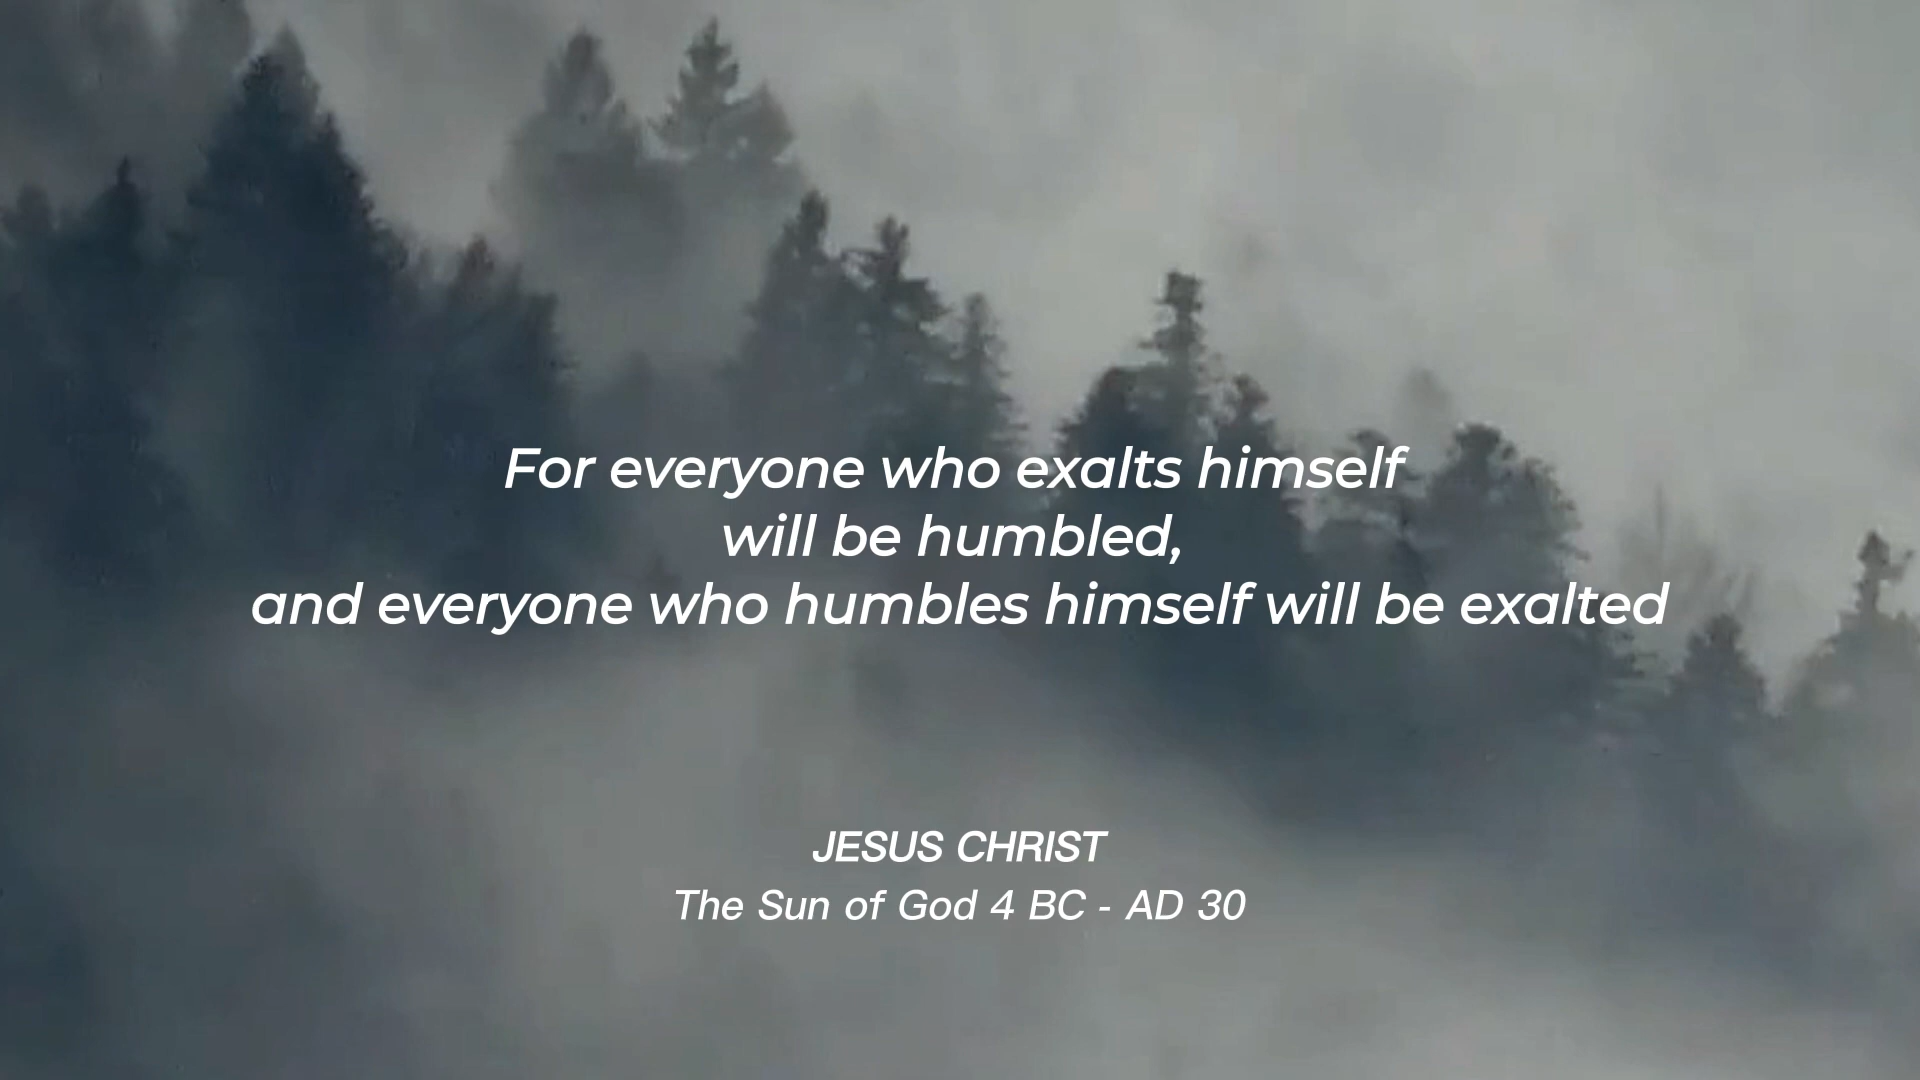 For everyone who exalts himself
will be humbled,
and everyone who humbles himself will be exalted
JESUS CHRIST
The Sun of God 4 BC - AD 30